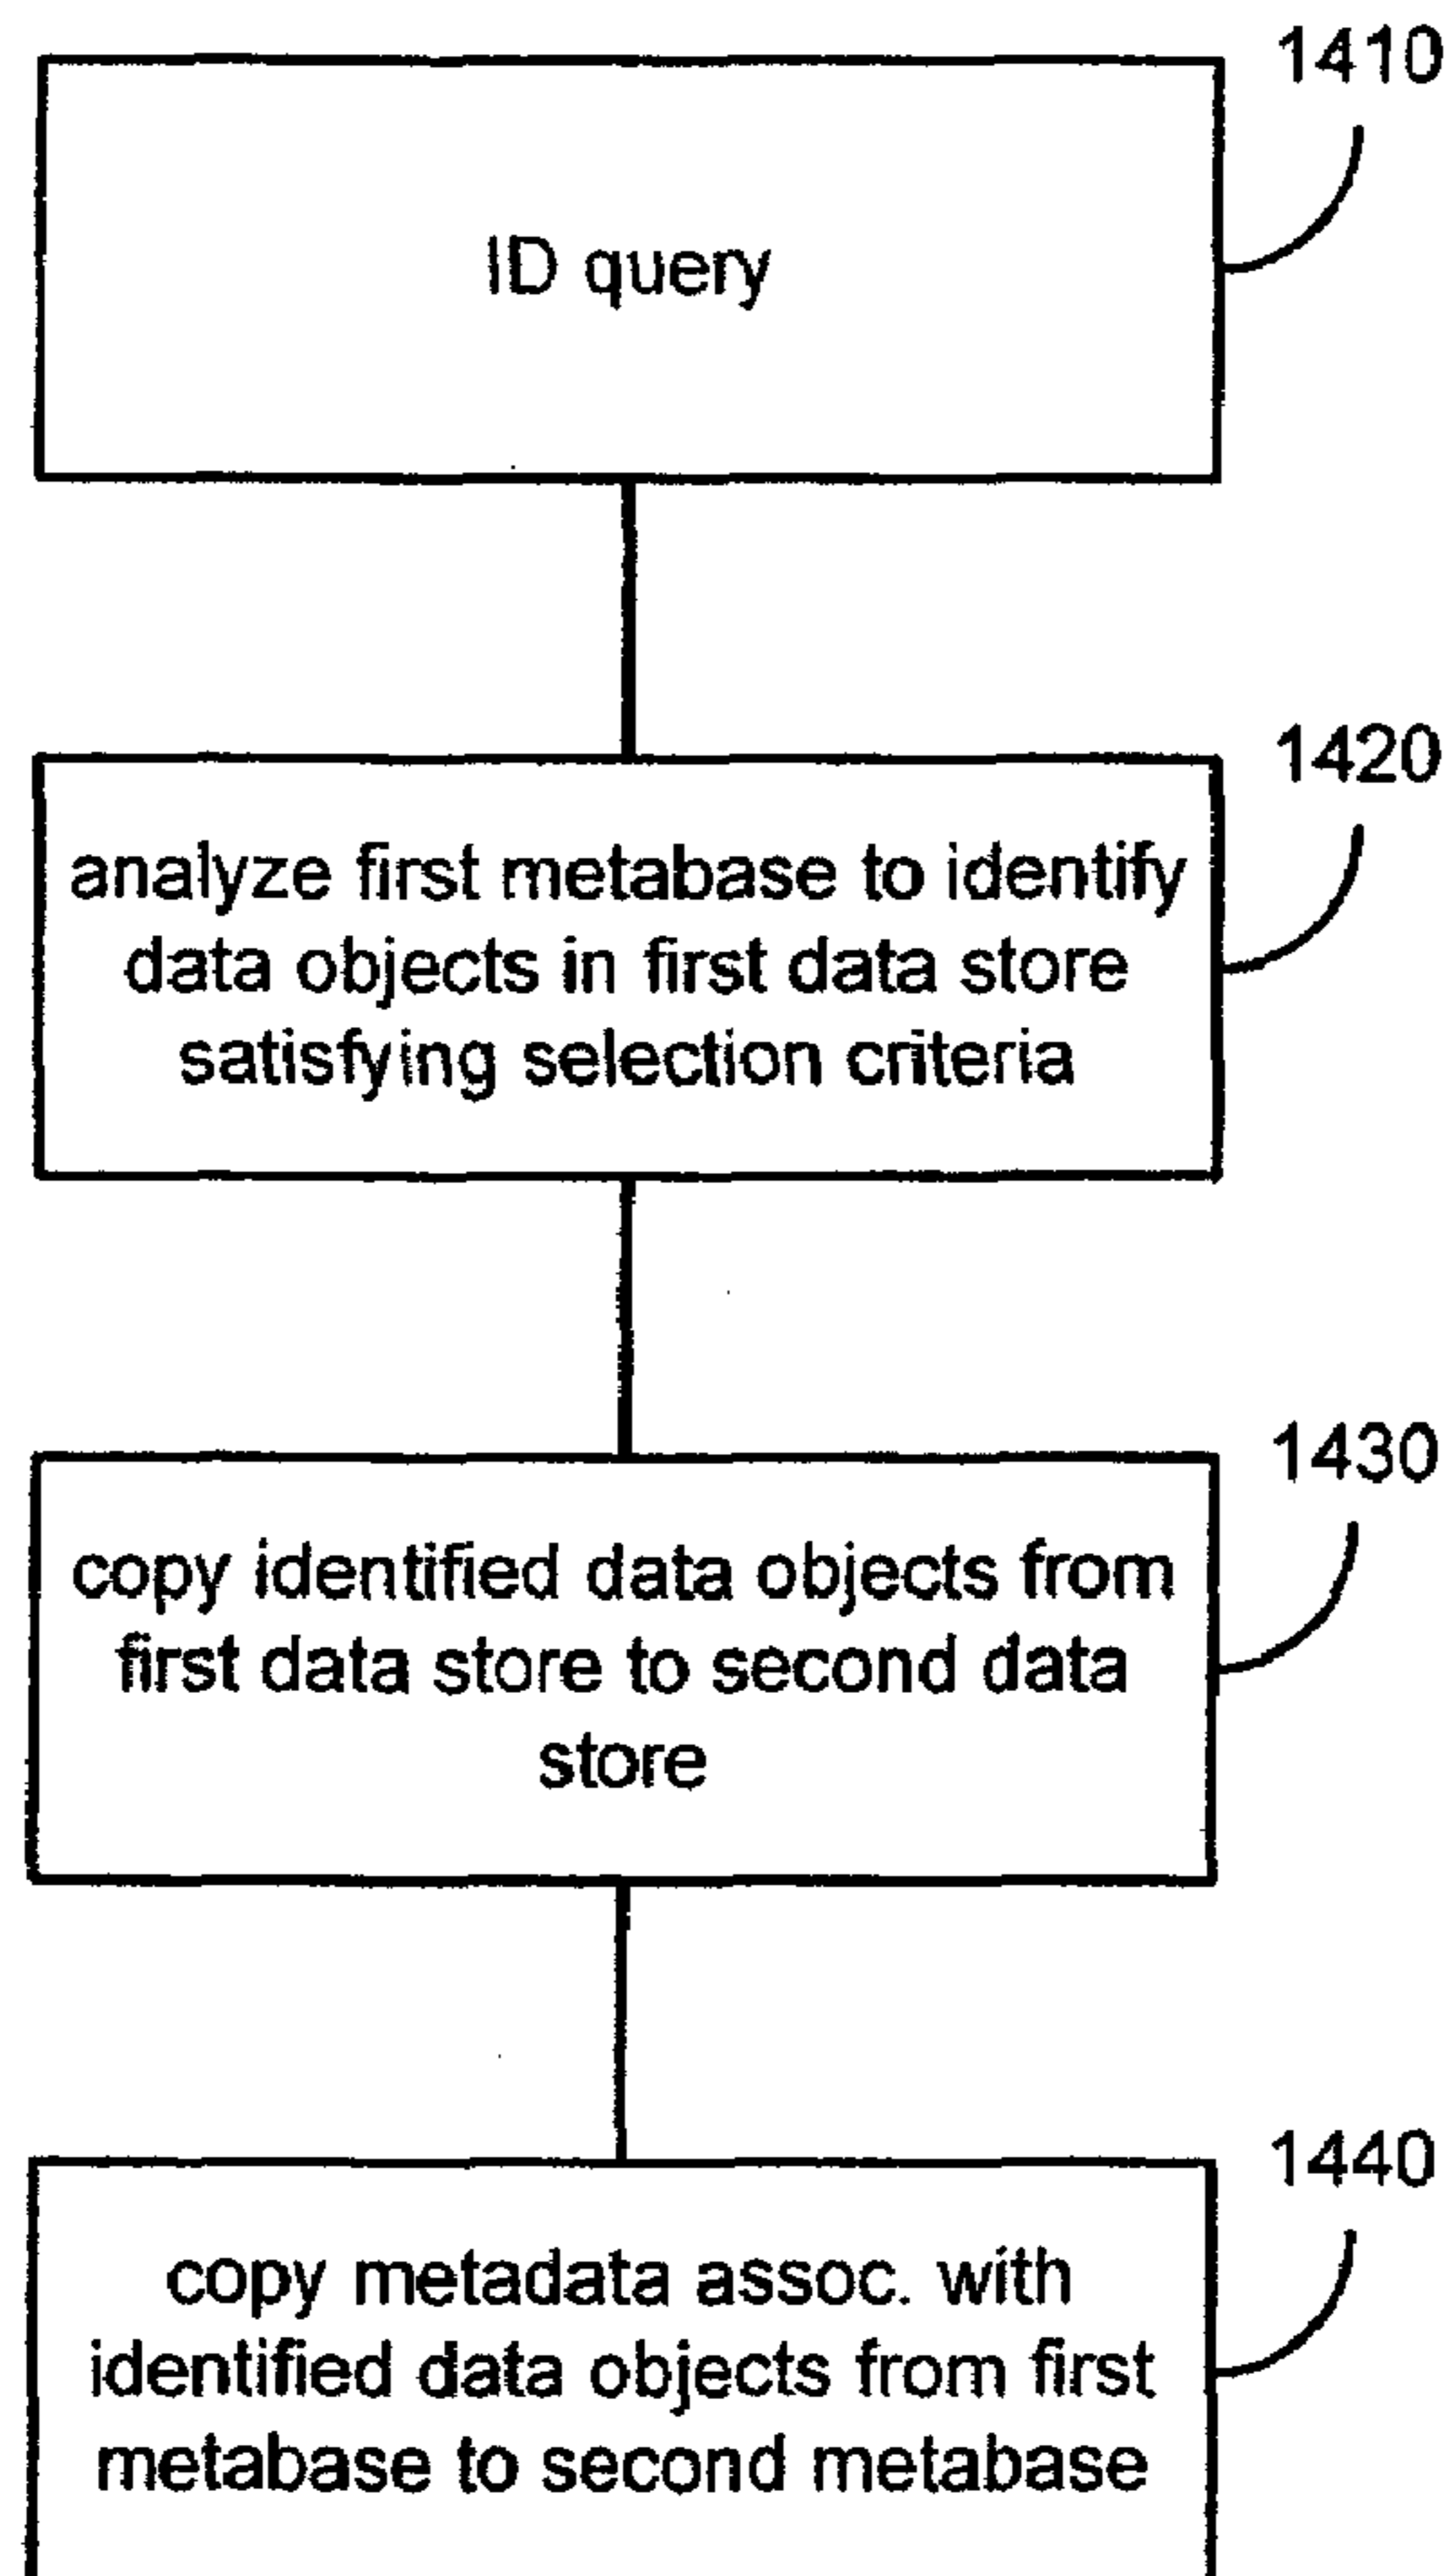 1410
ID query
1420
analyze first metabase to identify
data objects in first data store
satisfying selection criteria
1430
copy identified data objects from
first data store to second data
store
1440
copy metadata assoc. with
identified data objects from first
metabase to second metabase